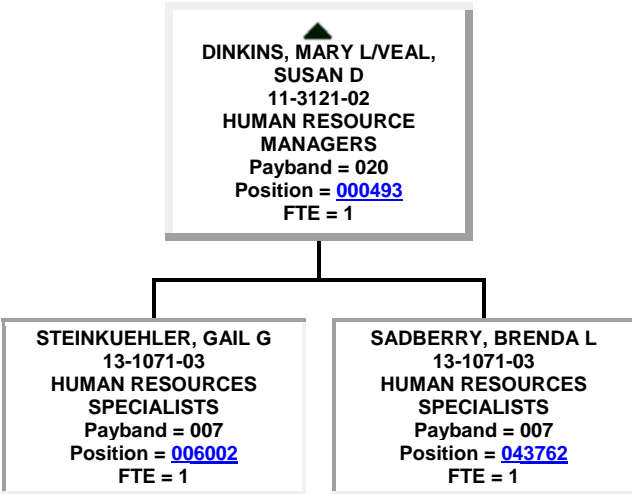 DINKINS, MARY L/VEAL,
SUSAN D
11-3121-02
HUMAN RESOURCE
MANAGERS
Payband = 020
Position = 000493
FTE = 1
STEINKUEHLER, GAIL G
13-1071-03
HUMAN RESOURCES
SPECIALISTS
Payband = 007
Position = 006002
FTE = 1
SADBERRY, BRENDA L
13-1071-03
HUMAN RESOURCES
SPECIALISTS
Payband = 007
Position = 043762
FTE = 1